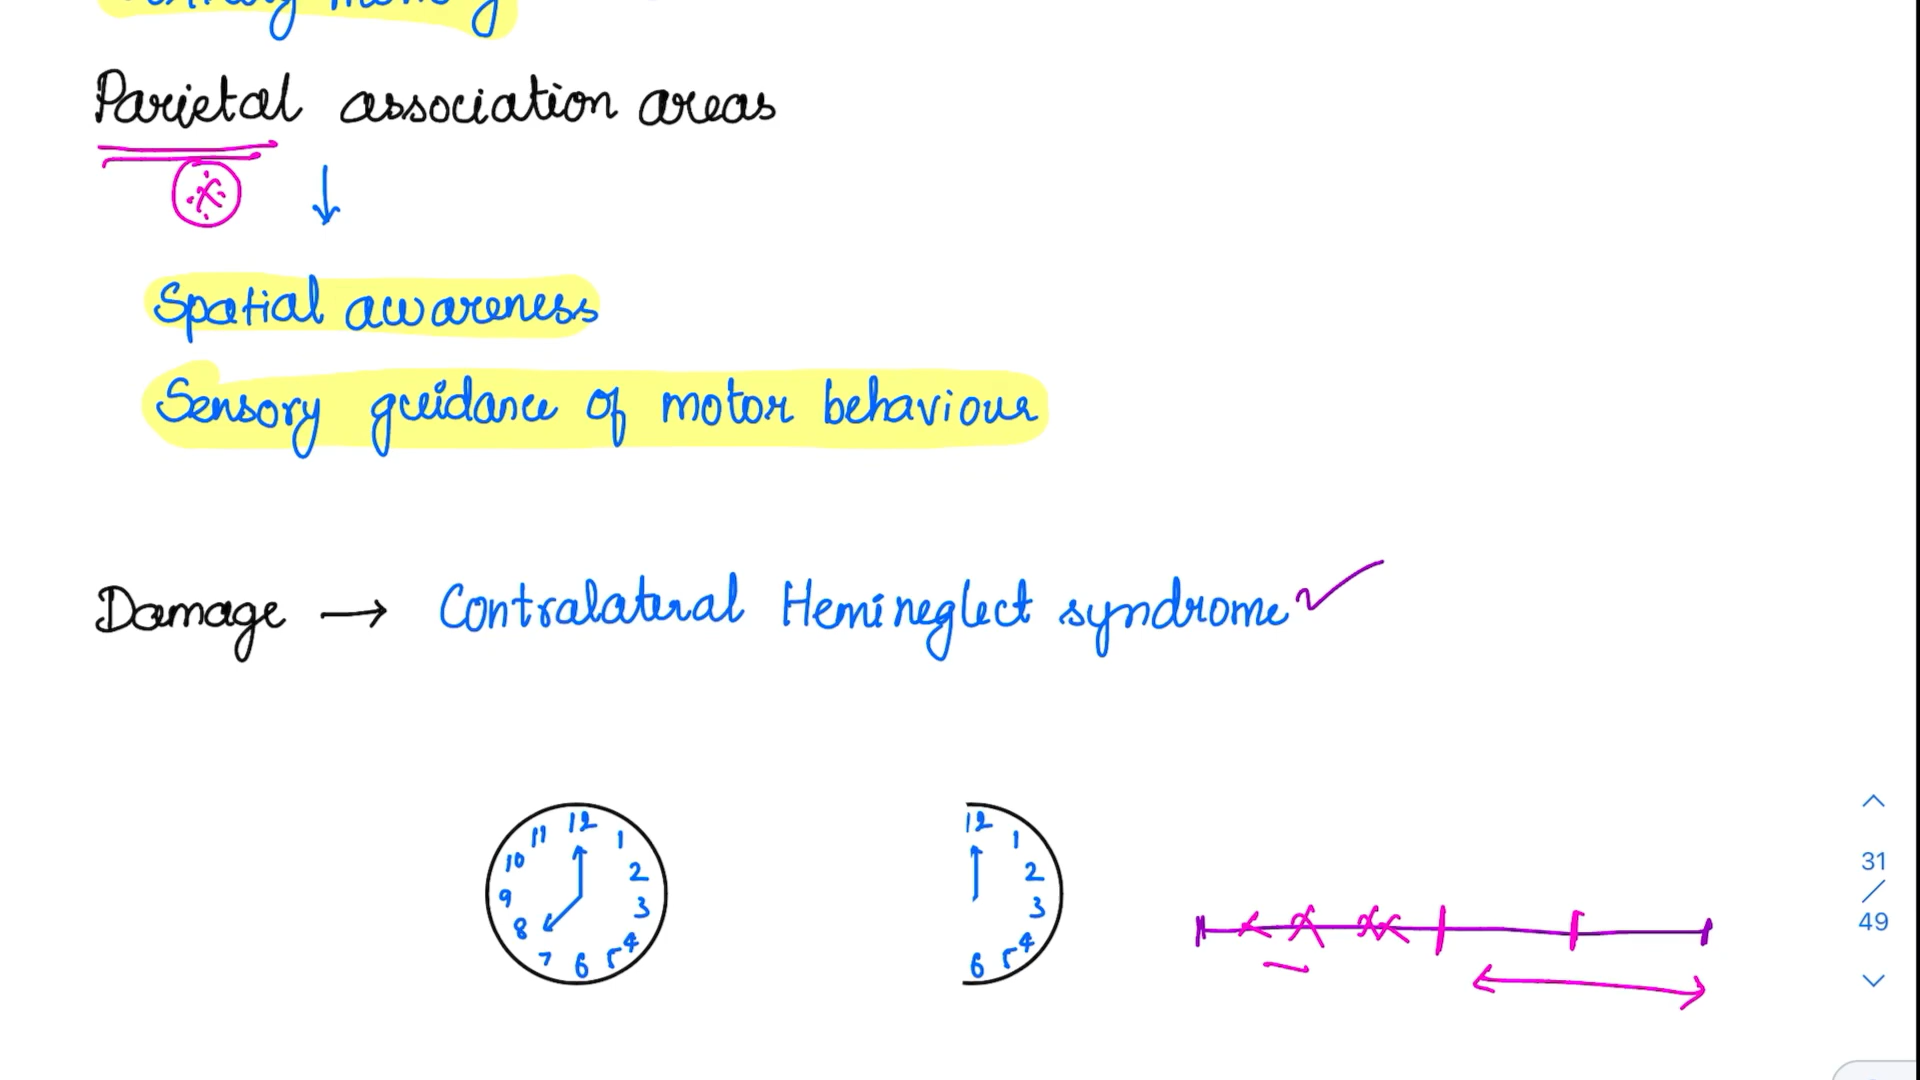 Parietal association areas
Spatial awareness
Sensory guidance of motor behaviour
Damage → Contralateral Hemineglect syndrome
12
11 1
10 2
9 3
8 4
7 6 5
12
1
2
3
4
6 5
31
/
49